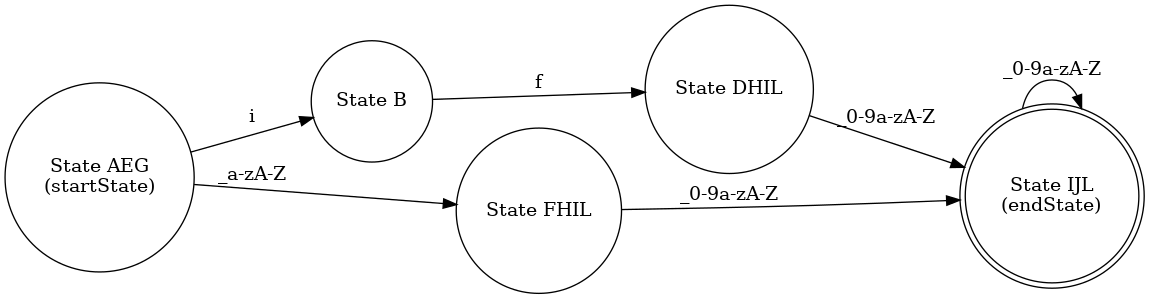 State AEG
(startState)
i
_a-zA-Z
State B
f
State DHIL
State FHIL
_0-9a-zA-Z
_0-9a-zA-Z
_0-9a-zA-Z
State IJL
(endState)